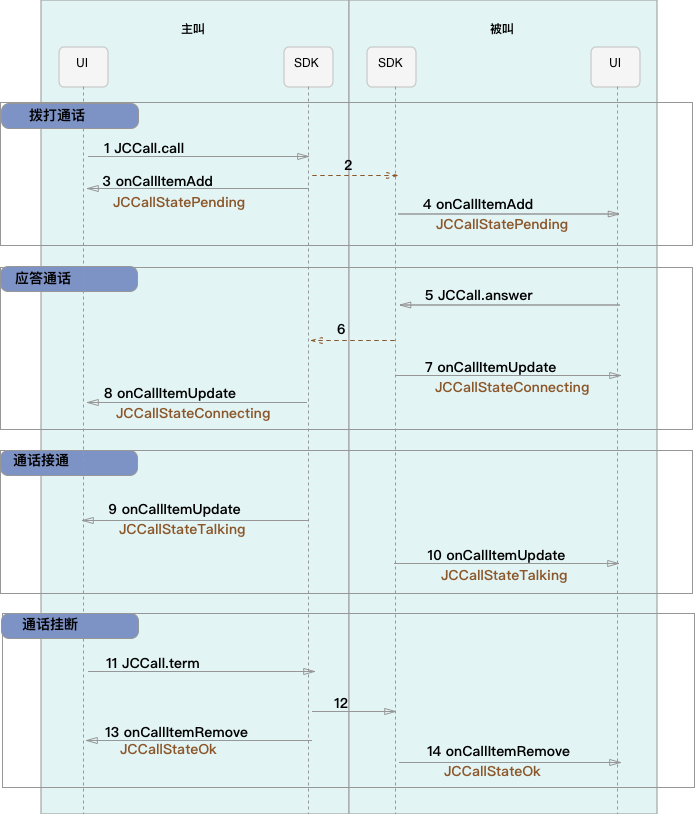 主叫
被叫
UI
SDK
SDK
UI
拨打通话
1 JCCall.call
2
3 onCallItemAdd
JCCallStatePending
4 onCallItemAdd
JCCallStatePending
应答通话
5 JCCall.answer
6
7 onCallItemUpdate
JCCallStateConnecting
8 onCallItemUpdate
JCCallStateConnecting
通话接通
9 onCallItemUpdate
JCCallStateTalking
10 onCallItemUpdate
JCCallStateTalking
通话挂断
11 JCCall.term
12
13 onCallItemRemove
JCCallStateOk
14 onCallItemRemove
JCCallStateOk